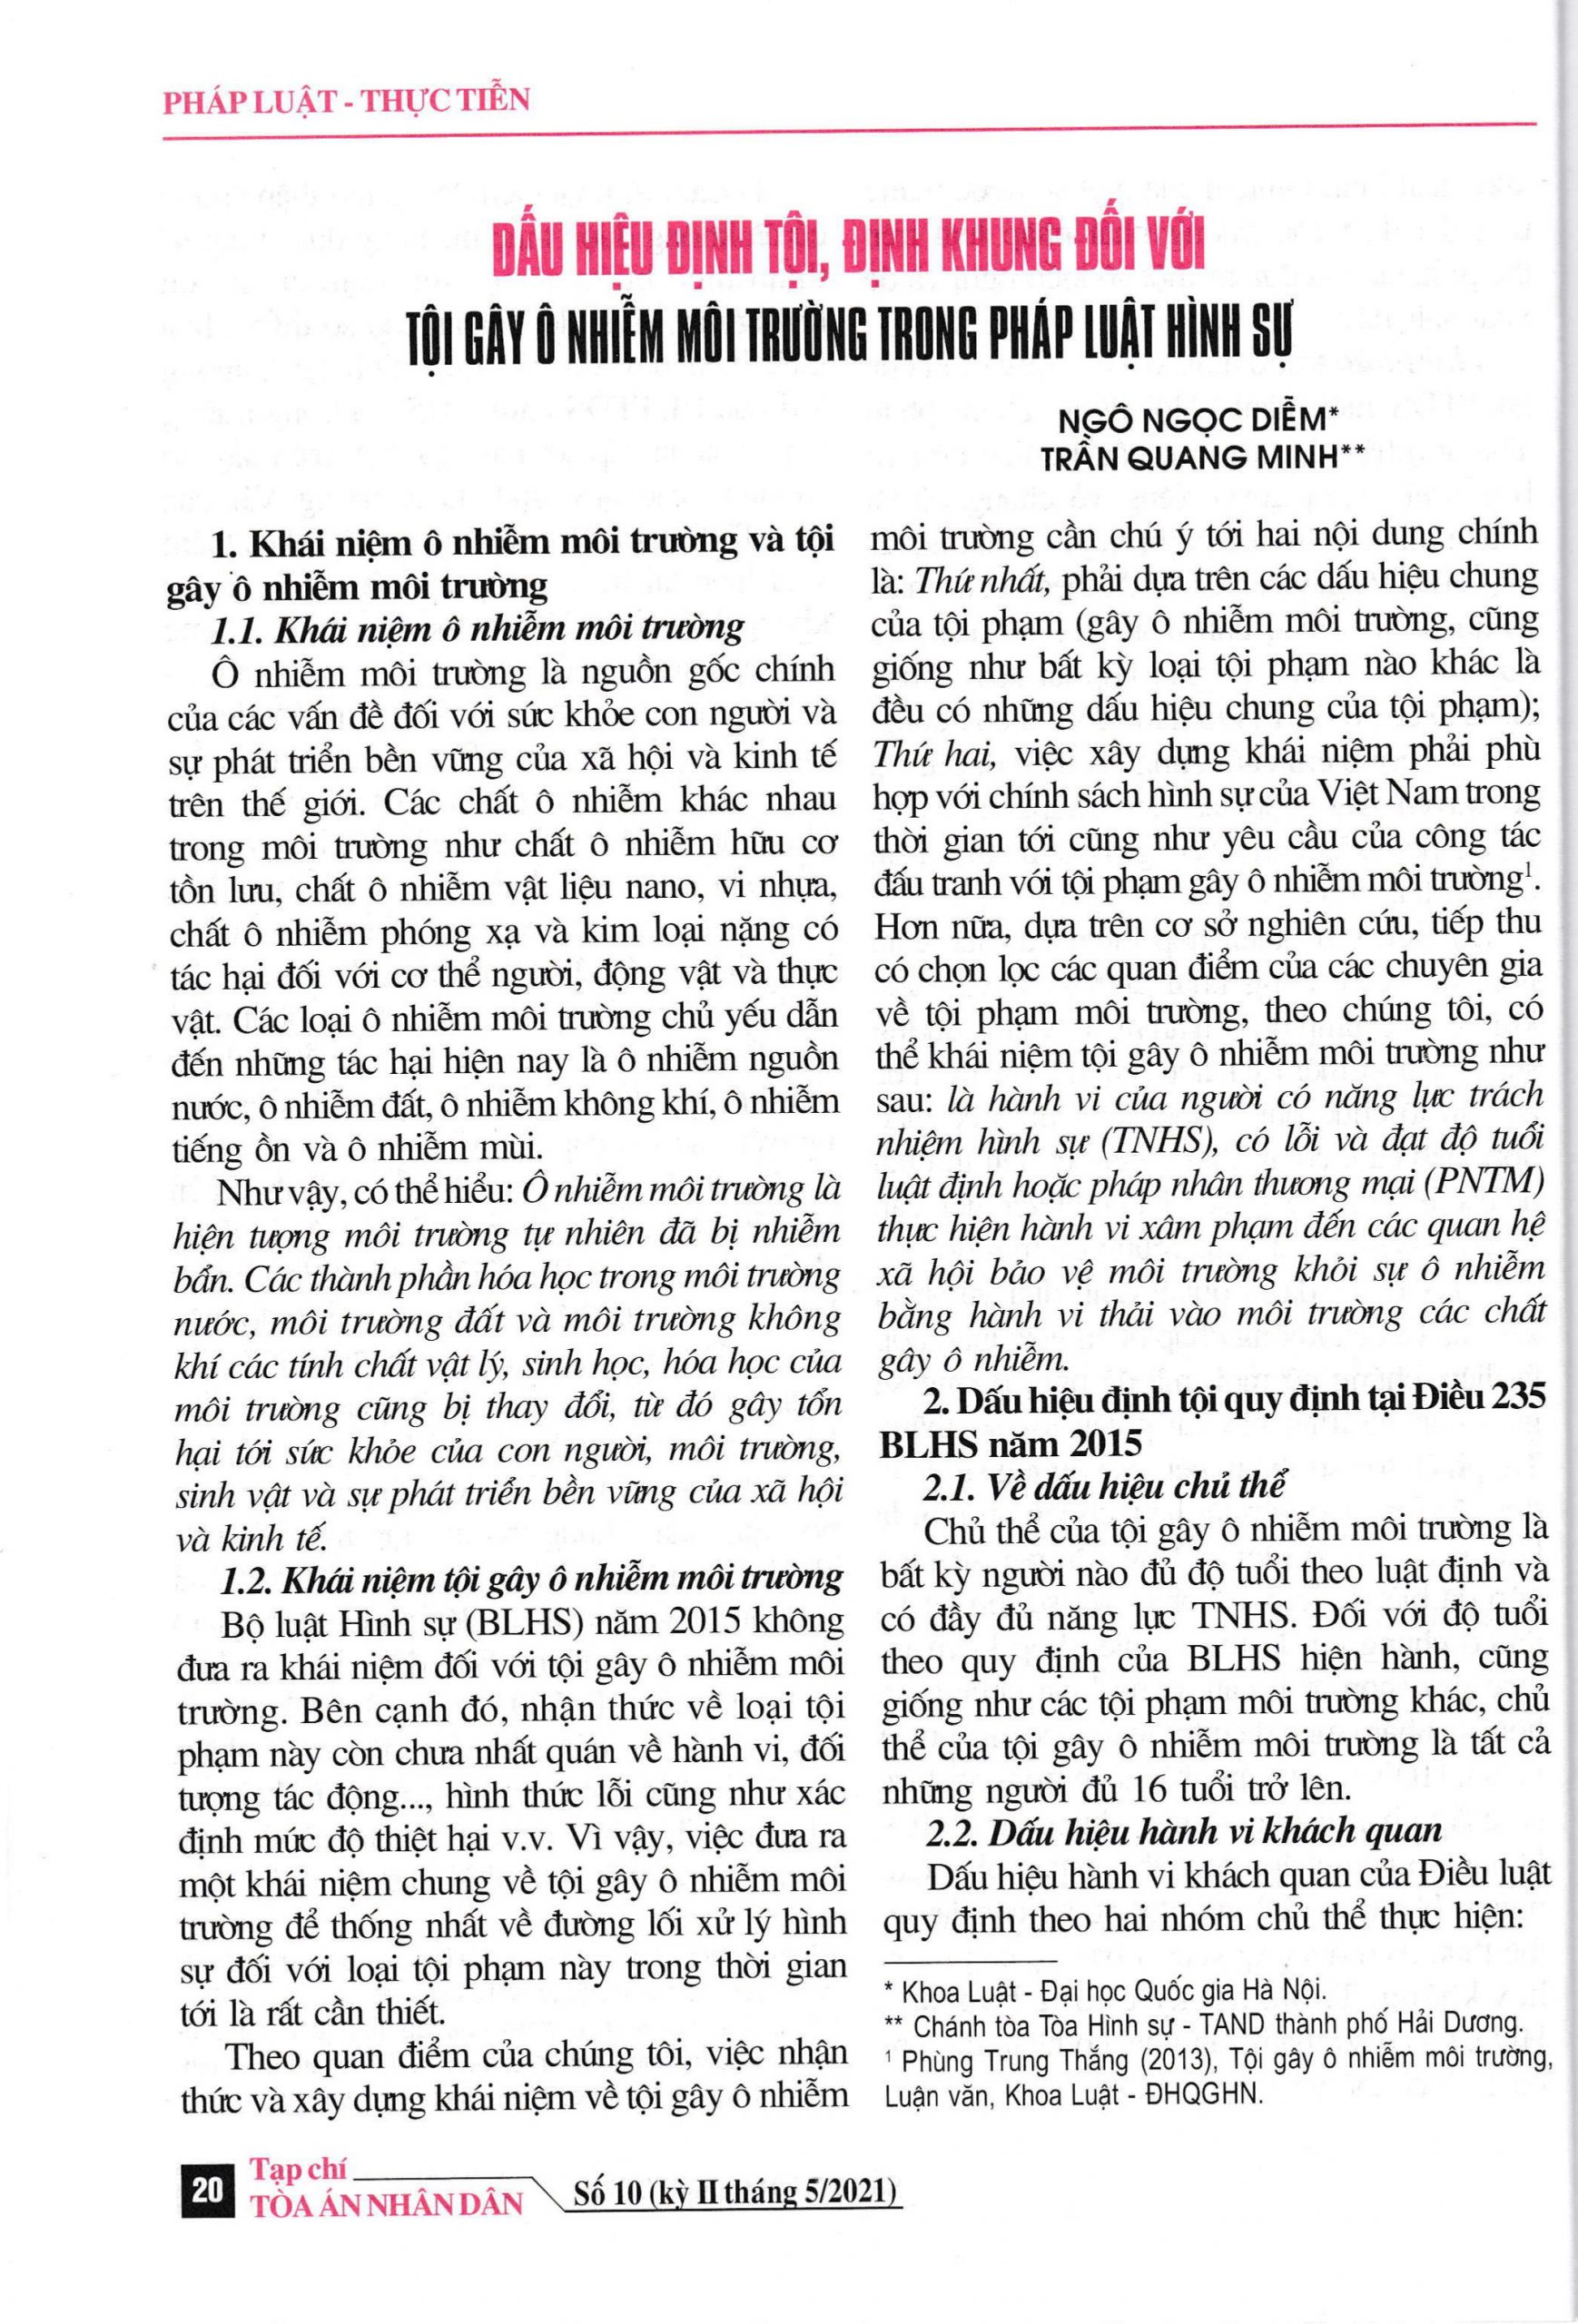 PHÁP LUẬT - THỰC TIỄN
DẤU HIỆU ĐỊNH TỘI, ĐỊNH KHUNG ĐỐI VỚI
TỘI GÂY Ô NHIỄM MÔI TRƯỜNG TRONG PHÁP LUẬT HÌNH SỰ
NGÔ NGỌC DIỄM*
TRẦN QUANG MINH**
1. Khái niệm ô nhiễm môi trường và tội
gây ô nhiễm môi trường
1.1. Khái niệm ô nhiễm môi trường
Ô nhiễm môi trường là nguồn gốc chính
của các vấn đề đối với sức khỏe con người và
sự phát triển bền vững của xã hội và kinh tế
trên thế giới. Các chất ô nhiễm khác nhau
trong môi trường như chất ô nhiễm hữu cơ
tồn lưu, chất ô nhiễm vật liệu nano, vi nhựa,
chất ô nhiễm phóng xạ và kim loại nặng có
tác hại đối với cơ thể người, động vật và thực
vật. Các loại ô nhiễm môi trường chủ yếu dẫn
đến những tác hại hiện nay là ô nhiễm nguồn
nước, ô nhiễm đất, ô nhiễm không khí, ô nhiễm
tiếng ồn và ô nhiễm mùi.
Như vậy, có thể hiểu: Ô nhiễm môi trường là
hiện tượng môi trường tự nhiên đã bị nhiễm
bẩn. Các thành phần hóa học trong môi trường
nước, môi trường đất và môi trường không
khí các tính chất vật lý, sinh học, hóa học của
môi trường cũng bị thay đổi, từ đó gây tổn
hại tới sức khỏe của con người, môi trường,
sinh vật và sự phát triển bền vững của xã hội
và kinh tế.
1.2. Khái niệm tội gây ô nhiễm môi trường
Bộ luật Hình sự (BLHS) năm 2015 không
đưa ra khái niệm đối với tội gây ô nhiễm môi
trường. Bên cạnh đó, nhận thức về loại tội
phạm này còn chưa nhất quán về hành vi, đối
tượng tác động..., hình thức lỗi cũng như xác
định mức độ thiệt hại v.v. Vì vậy, việc đưa ra
một khái niệm chung về tội gây ô nhiễm môi
trường để thống nhất về đường lối xử lý hình
sự đối với loại tội phạm này trong thời gian
tới là rất cần thiết.
Theo quan điểm của chúng tôi, việc nhận
thức và xây dựng khái niệm về tội gây ô nhiễm
môi trường cần chú ý tới hai nội dung chính
là: Thứ nhất, phải dựa trên các dấu hiệu chung
của tội phạm (gây ô nhiễm môi trường, cũng
giống như bất kỳ loại tội phạm nào khác là
đều có những dấu hiệu chung của tội phạm);
Thứ hai, việc xây dựng khái niệm phải phù
hợp với chính sách hình sự của Việt Nam trong
thời gian tới cũng như yêu cầu của công tác
đấu tranh với tội phạm gây ô nhiễm môi trường¹.
Hơn nữa, dựa trên cơ sở nghiên cứu, tiếp thu
có chọn lọc các quan điểm của các chuyên gia
về tội phạm môi trường, theo chúng tôi, có
thể khái niệm tội gây ô nhiễm môi trường như
sau: là hành vi của người có năng lực trách
nhiệm hình sự (TNHS), có lỗi và đạt độ tuổi
luật định hoặc pháp nhân thương mại (PNTM)
thực hiện hành vi xâm phạm đến các quan hệ
xã hội bảo vệ môi trường khỏi sự ô nhiễm
bằng hành vi thải vào môi trường các chất
gây ô nhiễm.
2. Dấu hiệu định tội quy định tại Điều 235
BLHS năm 2015
2.1. Về dấu hiệu chủ thể
Chủ thể của tội gây ô nhiễm môi trường là
bất kỳ người nào đủ độ tuổi theo luật định và
có đầy đủ năng lực TNHS. Đối với độ tuổi
theo quy định của BLHS hiện hành, cũng
giống như các tội phạm môi trường khác, chủ
thể của tội gây ô nhiễm môi trường là tất cả
những người đủ 16 tuổi trở lên.
2.2. Dấu hiệu hành vi khách quan
Dấu hiệu hành vi khách quan của Điều luật
quy định theo hai nhóm chủ thể thực hiện:
* Khoa Luật - Đại học Quốc gia Hà Nội.
** Chánh tòa Tòa Hình sự - TAND thành phố Hải Dương.
¹ Phùng Trung Thắng (2013), Tội gây ô nhiễm môi trường,
Luận văn, Khoa Luật - ĐHQGHN.
20
Tạp chí
TÒA ÁN NHÂN DÂN
Số 10 (kỳ II tháng 5/2021)